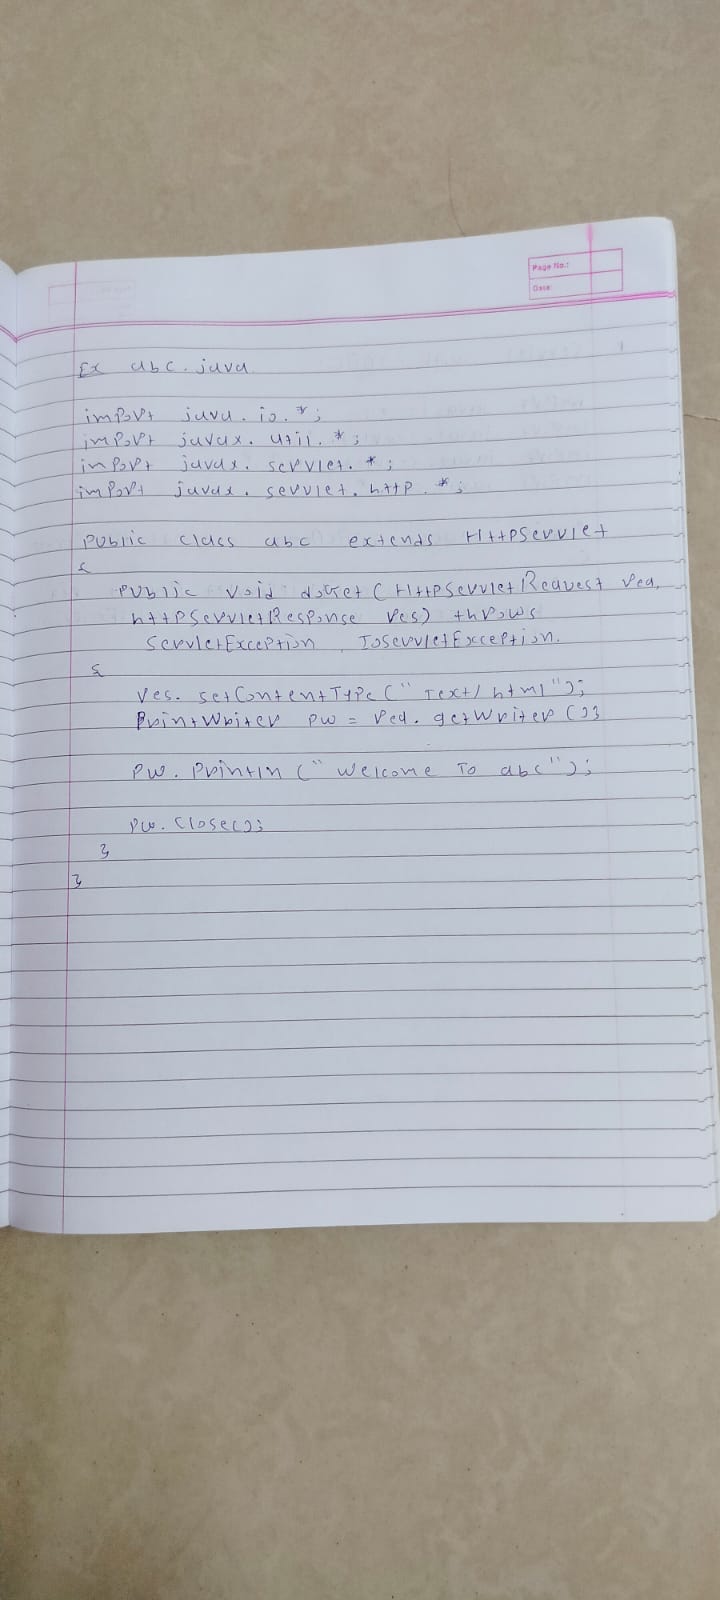 Page No.:
Date:
Ex abc.java
import java.io.*;
import javax.util.*;
import javax.servlet.*;
import javax.servlet.http.*;
public class abc extends HttpServlet
{
public void doGet (HttpServletRequest req,
httpServletResponse res) throws
ServletException, IOServletException.
{
res.setContentType("Text/html");
PrintWriter pw = req.getWriter();
pw.println("Welcome To abc");
pw.close();
}
}